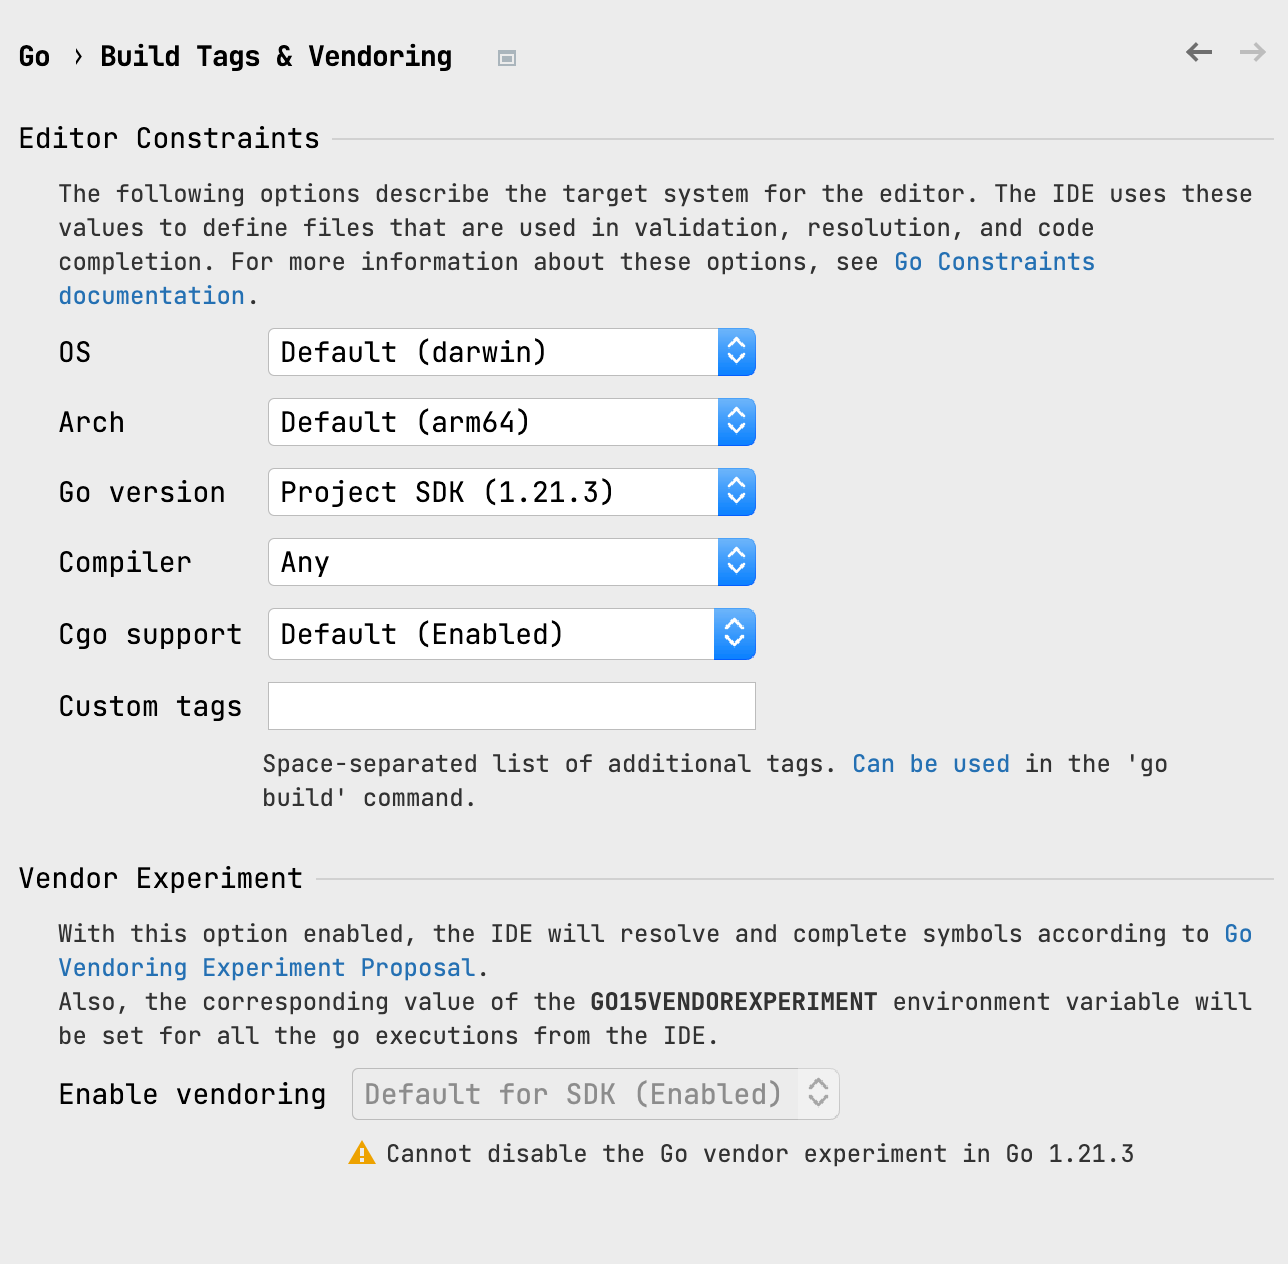 Go › Build Tags & Vendoring
Editor Constraints
The following options describe the target system for the editor. The IDE uses these
values to define files that are used in validation, resolution, and code
completion. For more information about these options, see Go Constraints
documentation.
OS Default (darwin)
Arch Default (arm64)
Go version Project SDK (1.21.3)
Compiler Any
Cgo support Default (Enabled)
Custom tags
Space-separated list of additional tags. Can be used in the 'go
build' command.
Vendor Experiment
With this option enabled, the IDE will resolve and complete symbols according to Go
Vendoring Experiment Proposal.
Also, the corresponding value of the GO15VENDOREXPERIMENT environment variable will
be set for all the go executions from the IDE.
Enable vendoring Default for SDK (Enabled)
Cannot disable the Go vendor experiment in Go 1.21.3